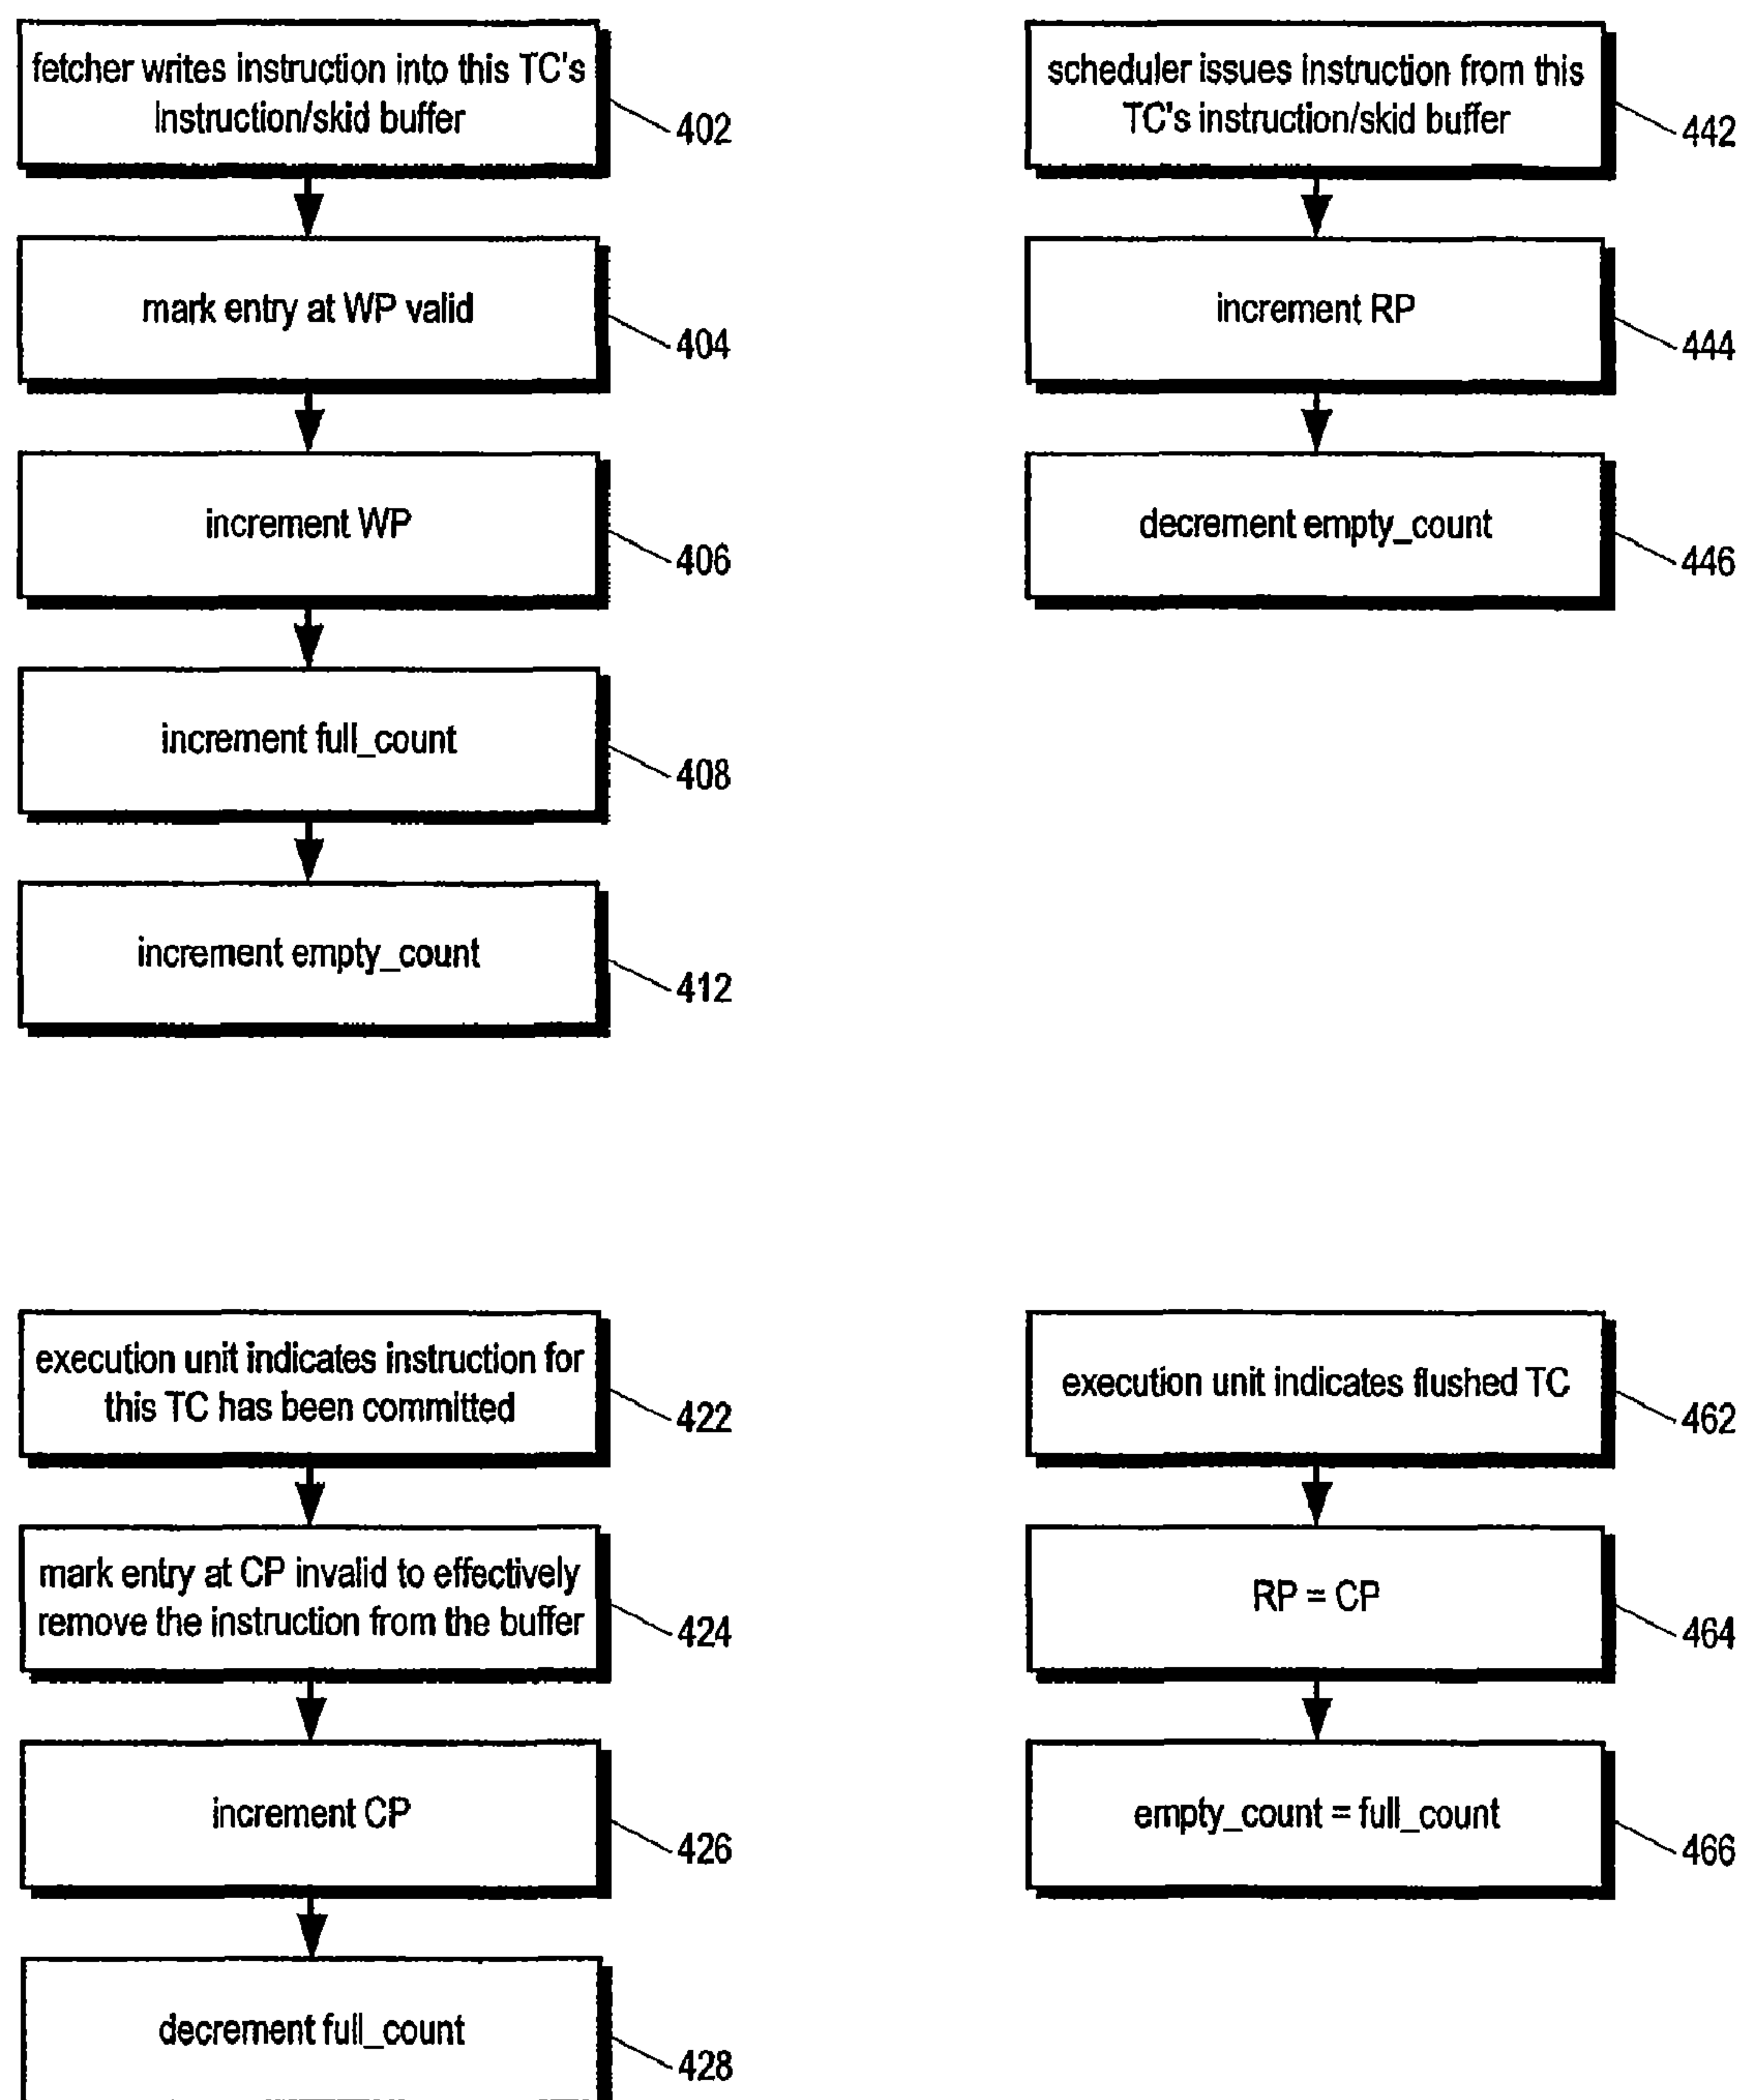 fetcher writes instruction into this TC's
Instruction/skid buffer
402
mark entry at WP valid
404
increment WP
406
increment full_count
408
increment empty_count
412
scheduler issues instruction from this
TC's instruction/skid buffer
442
increment RP
444
decrement empty_count
446
execution unit indicates instruction for
this TC has been committed
422
mark entry at CP invalid to effectively
remove the instruction from the buffer
424
increment CP
426
decrement full_count
428
execution unit indicates flushed TC
462
RP = CP
464
empty_count = full_count
466